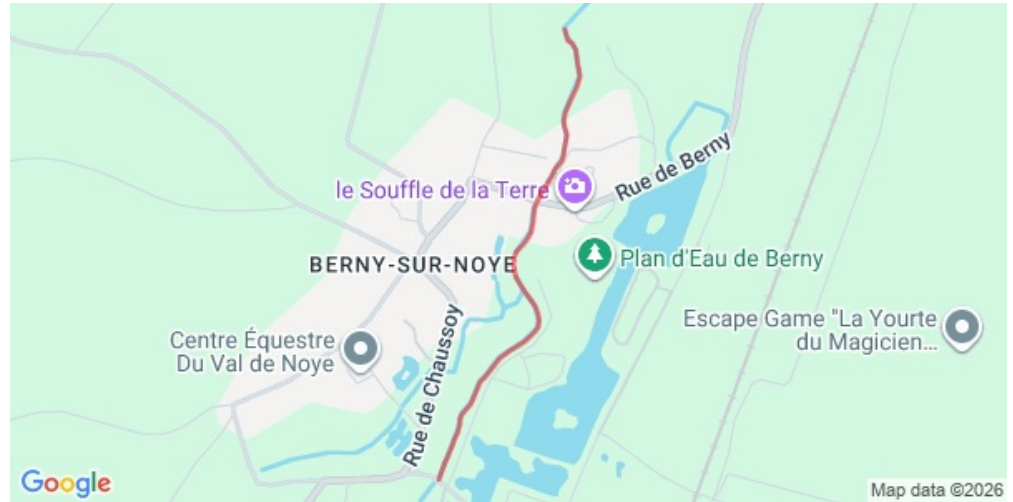 le Souffle de la Terre
Rue de Berny
BERNY-SUR-NOYE
Plan d'Eau de Berny
Centre Équestre
Du Val de Noye
Rue de Chaussoy
Escape Game "La Yourte
du Magicien...
Google
Map data ©2026